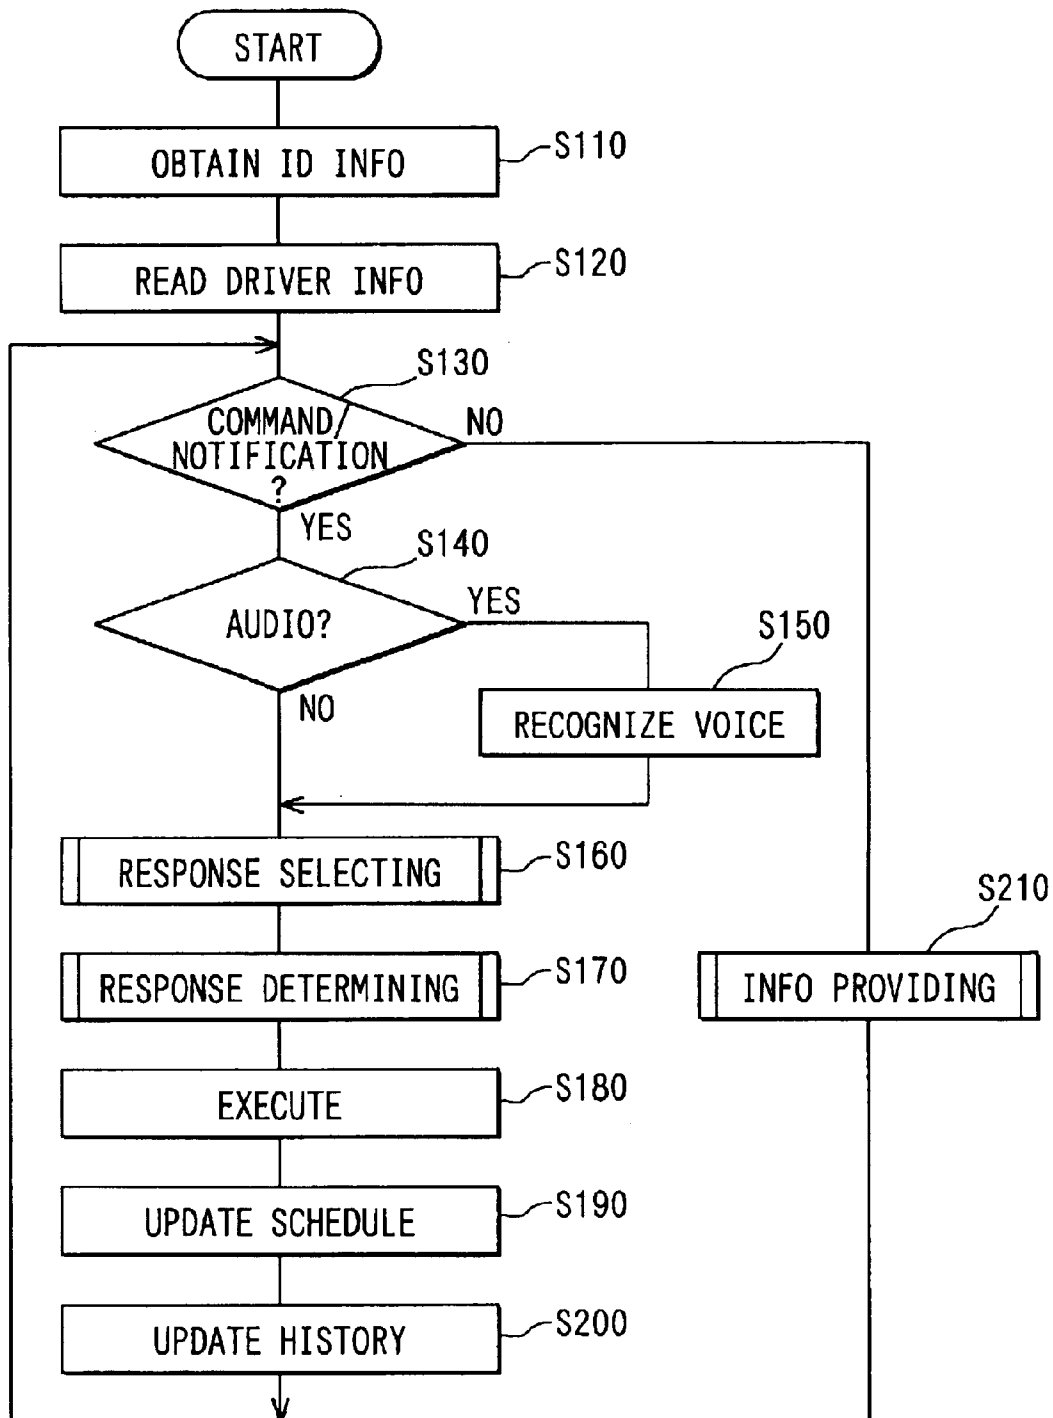 START
OBTAIN ID INFO
S110
READ DRIVER INFO
S120
S130
COMMAND
NOTIFICATION
?
NO
YES
S140
AUDIO?
YES
NO
S150
RECOGNIZE VOICE
RESPONSE SELECTING
S160
RESPONSE DETERMINING
S170
S210
INFO PROVIDING
EXECUTE
S180
UPDATE SCHEDULE
S190
UPDATE HISTORY
S200